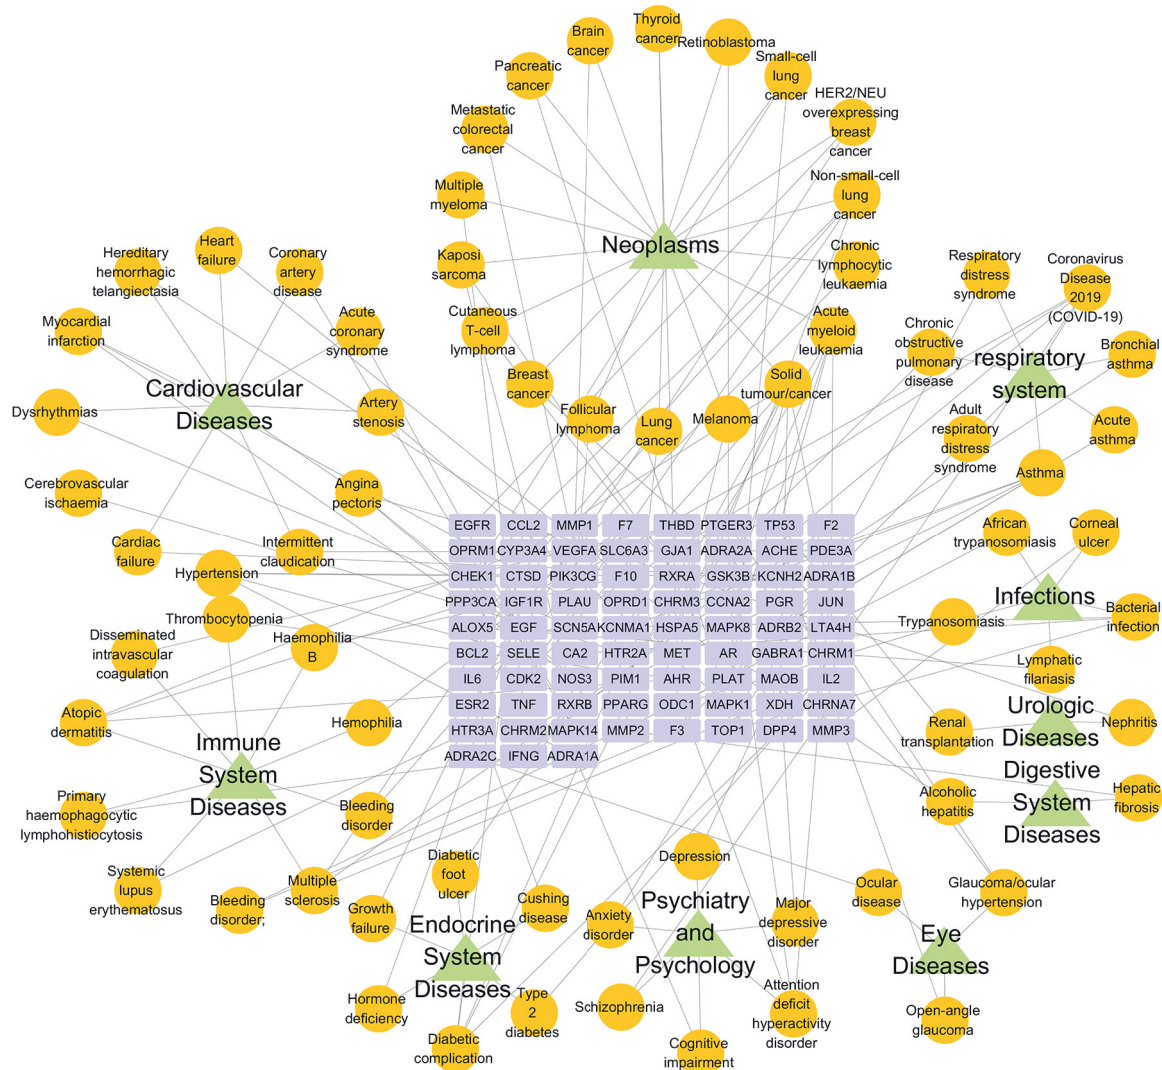 Thyroid
cancer
Brain
cancer
Retinoblastoma
Pancreatic
cancer
Small-cell
lung
cancer
HER2/NEU
overexpressing
breast
cancer
Metastatic
colorectal
cancer
Non-small-cell
lung
cancer
Multiple
myeloma
Neoplasms
Kaposi
sarcoma
Chronic
lymphocytic
leukaemia
Cutaneous
T-cell
lymphoma
Acute
myeloid
leukaemia
Breast
cancer
Solid
tumour/cancer
Follicular
lymphoma
Lung
cancer
Melanoma
Heart
failure
Hereditary
hemorrhagic
telangiectasia
Coronary
artery
disease
Myocardial
infarction
Acute
coronary
syndrome
Cardiovascular
Diseases
Dysrhythmias
Artery
stenosis
Cerebrovascular
ischaemia
Angina
pectoris
Cardiac
failure
Intermittent
claudication
Hypertension
Respiratory
distress
syndrome
Coronavirus
Disease
2019
(COVID-19)
Chronic
obstructive
pulmonary
disease
respiratory
system
Bronchial
asthma
Adult
respiratory
distress
syndrome
Acute
asthma
Asthma
EGFR CCL2 MMP1 F7 THBD PTGER3 TP53 F2
OPRM1 CYP3A4 VEGFA SLC6A3 GJA1 ADRA2A ACHE PDE3A
CHEK1 CTSD PIK3CG F10 RXRA GSK3B KCNH2 ADRA1B
PPP3CA IGF1R PLAU OPRD1 CHRM3 CCNA2 PGR JUN
ALOX5 EGF SCN5A KCNMA1 HSPA5 MAPK8 ADRB2 LTA4H
BCL2 SELE CA2 HTR2A MET AR GABRA1 CHRM1
IL6 CDK2 NOS3 PIM1 AHR PLAT MAOB IL2
ESR2 TNF RXRB PPARG ODC1 MAPK1 XDH CHRNA7
HTR3A CHRM2 MAPK14 MMP2 F3 TOP1 DPP4 MMP3
ADRA2C IFNG ADRA1A
African
trypanosomiasis
Corneal
ulcer
Infections
Trypanosomiasis
Bacterial
infection
Lymphatic
filariasis
Urologic
Diseases
Renal
transplantation
Nephritis
Digestive
System
Diseases
Alcoholic
hepatitis
Hepatic
fibrosis
Thrombocytopenia
Disseminated
intravascular
coagulation
Haemophilia
B
Atopic
dermatitis
Hemophilia
Immune
System
Diseases
Primary
haemophagocytic
lymphohistiocytosis
Bleeding
disorder
Systemic
lupus
erythematosus
Bleeding
disorder;
Multiple
sclerosis
Diabetic
foot
ulcer
Growth
failure
Cushing
disease
Endocrine
System
Diseases
Hormone
deficiency
Type
2
diabetes
Diabetic
complication
Depression
Anxiety
disorder
Psychiatry
and
Psychology
Major
depressive
disorder
Schizophrenia
Attention
deficit
hyperactivity
disorder
Cognitive
impairment
Ocular
disease
Glaucoma/ocular
hypertension
Eye
Diseases
Open-angle
glaucoma